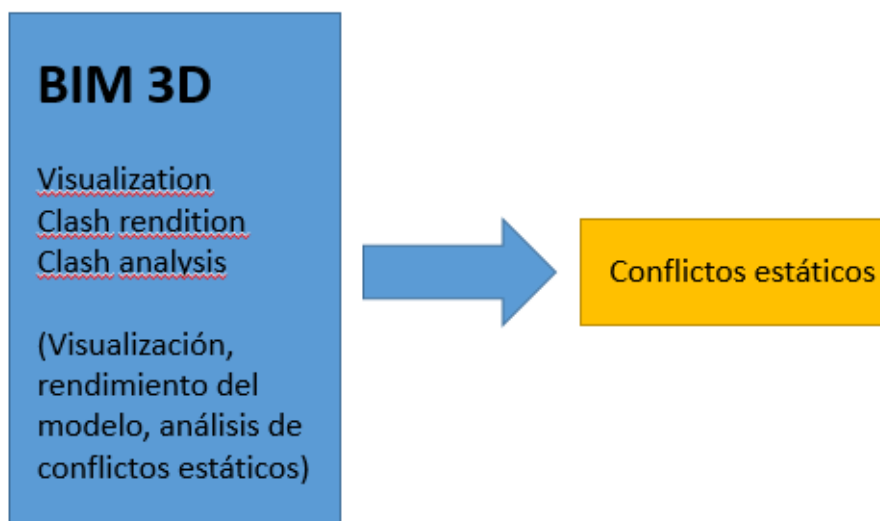 BIM 3D
Visualization
Clash rendition
Clash analysis
(Visualización,
rendimiento del
modelo, análisis de
conflictos estáticos)
Conflictos estáticos